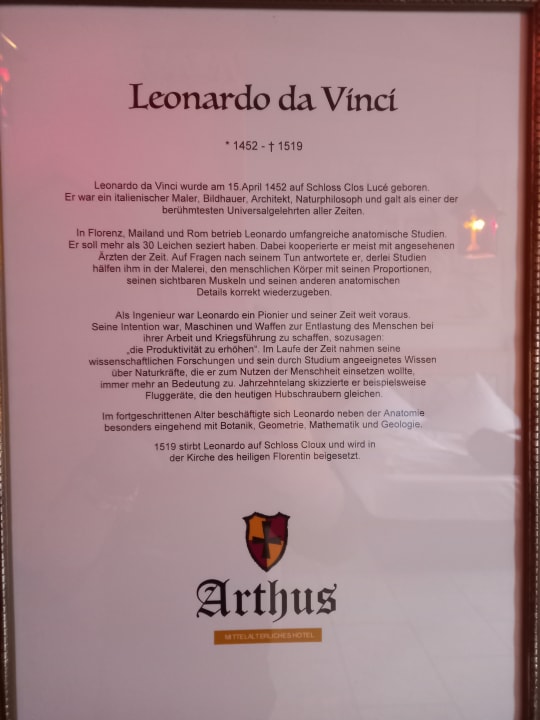 Leonardo da Vinci
* 1452 - † 1519
Leonardo da Vinci wurde am 15.April 1452 auf Schloss Clos Lucé geboren.
Er war ein italienischer Maler, Bildhauer, Architekt, Naturphilosoph und galt als einer der
berühmtesten Universalgelehrten aller Zeiten.
In Florenz, Mailand und Rom betrieb Leonardo umfangreiche anatomische Studien.
Er soll mehr als 30 Leichen seziert haben. Dabei kooperierte er meist mit angesehenen
Ärzten der Zeit. Auf Fragen nach seinem Tun antwortete er, derlei Studien
hälfen ihm in der Malerei, den menschlichen Körper mit seinen Proportionen,
seinen sichtbaren Muskeln und seinen anderen anatomischen
Details korrekt wiederzugeben.
Als Ingenieur war Leonardo ein Pionier und seiner Zeit weit voraus.
Seine Intention war, Maschinen und Waffen zur Entlastung des Menschen bei
ihrer Arbeit und Kriegsführung zu schaffen, sozusagen:
„die Produktivität zu erhöhen“. Im Laufe der Zeit nahmen seine
wissenschaftlichen Forschungen und sein durch Studium angeeignetes Wissen
über Naturkräfte, die er zum Nutzen der Menschheit einsetzen wollte,
immer mehr an Bedeutung zu. Jahrzehntelang skizzierte er beispielsweise
Fluggeräte, die den heutigen Hubschraubern gleichen.
Im fortgeschrittenen Alter beschäftigte sich Leonardo neben der Anatomie
besonders eingehend mit Botanik, Geometrie, Mathematik und Geologie.
1519 stirbt Leonardo auf Schloss Cloux und wird in
der Kirche des heiligen Florentin beigesetzt.
Arthus
MITTELALTERLICHES HOTEL